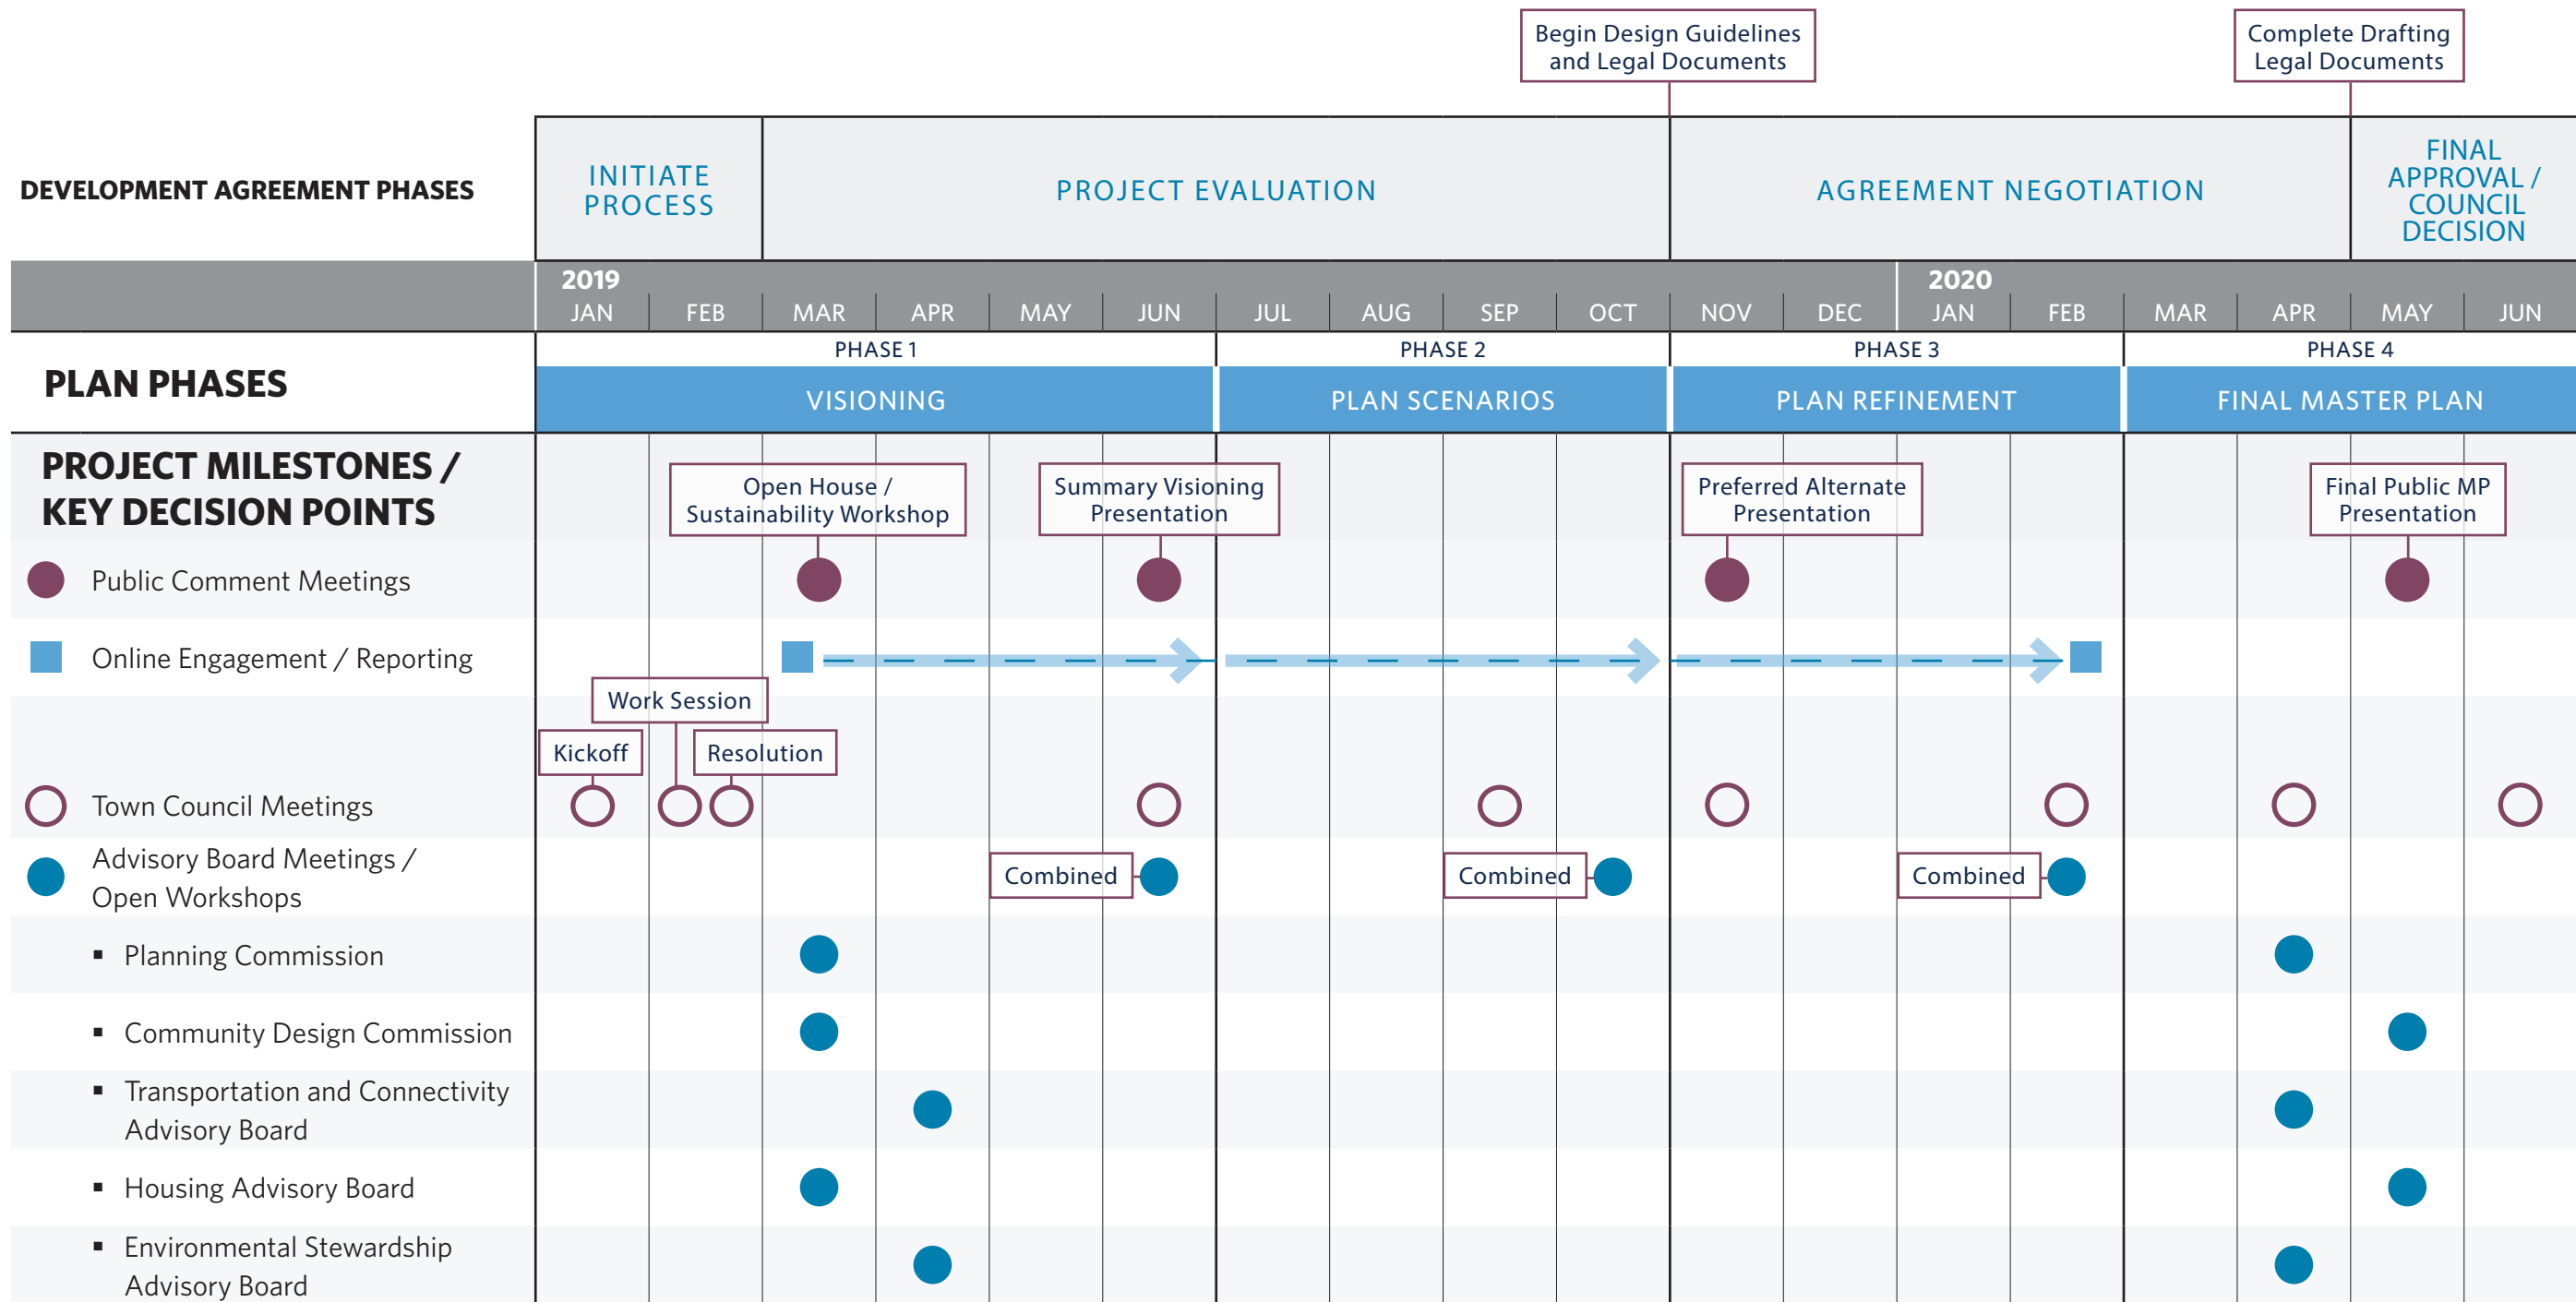 Begin Design Guidelines
and Legal Documents
Complete Drafting
Legal Documents
DEVELOPMENT AGREEMENT PHASES
INITIATE
PROCESS
PROJECT EVALUATION
AGREEMENT NEGOTIATION
FINAL
APPROVAL /
COUNCIL
DECISION
2019
2020
JAN FEB MAR APR MAY JUN JUL AUG SEP OCT NOV DEC JAN FEB MAR APR MAY JUN
PLAN PHASES
PHASE 1
PHASE 2
PHASE 3
PHASE 4
VISIONING
PLAN SCENARIOS
PLAN REFINEMENT
FINAL MASTER PLAN
PROJECT MILESTONES /
KEY DECISION POINTS
Open House /
Sustainability Workshop
Summary Visioning
Presentation
Preferred Alternate
Presentation
Final Public MP
Presentation
Public Comment Meetings
Online Engagement / Reporting
Work Session
Kickoff
Resolution
Town Council Meetings
Advisory Board Meetings /
Open Workshops
Combined
Combined
Combined
Planning Commission
Community Design Commission
Transportation and Connectivity
Advisory Board
Housing Advisory Board
Environmental Stewardship
Advisory Board